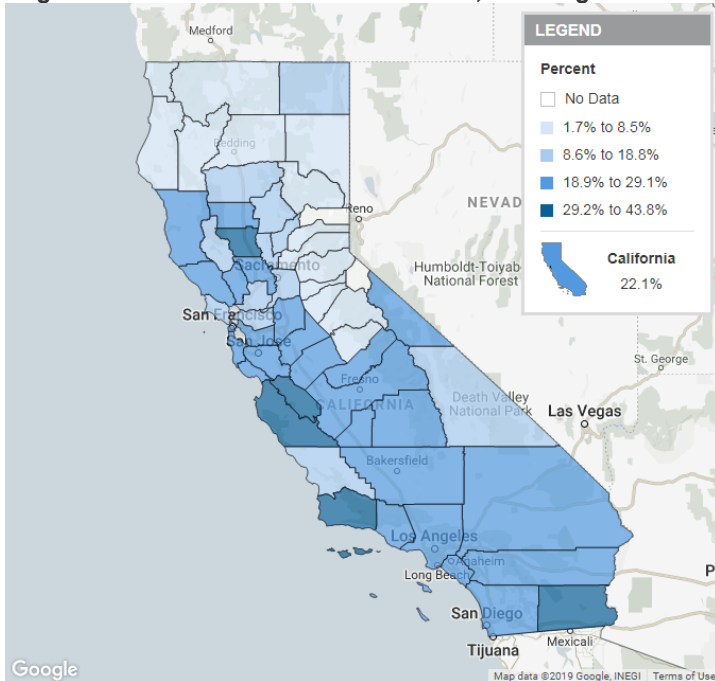 Medford
Redding
Reno
NEVAD
Sacramento
Humboldt-Toiyab
National Forest
San Francisco
San Jose
St. George
Fresno
CALIFORNIA
Death Valley
National Park
Las Vegas
Bakersfield
Los Angeles
Anaheim
Long Beach
San Diego
Tijuana
Mexicali
P
Google
Map data ©2019 Google, INEGI
Terms of Use
LEGEND
Percent
No Data
1.7% to 8.5%
8.6% to 18.8%
18.9% to 29.1%
29.2% to 43.8%
California
22.1%